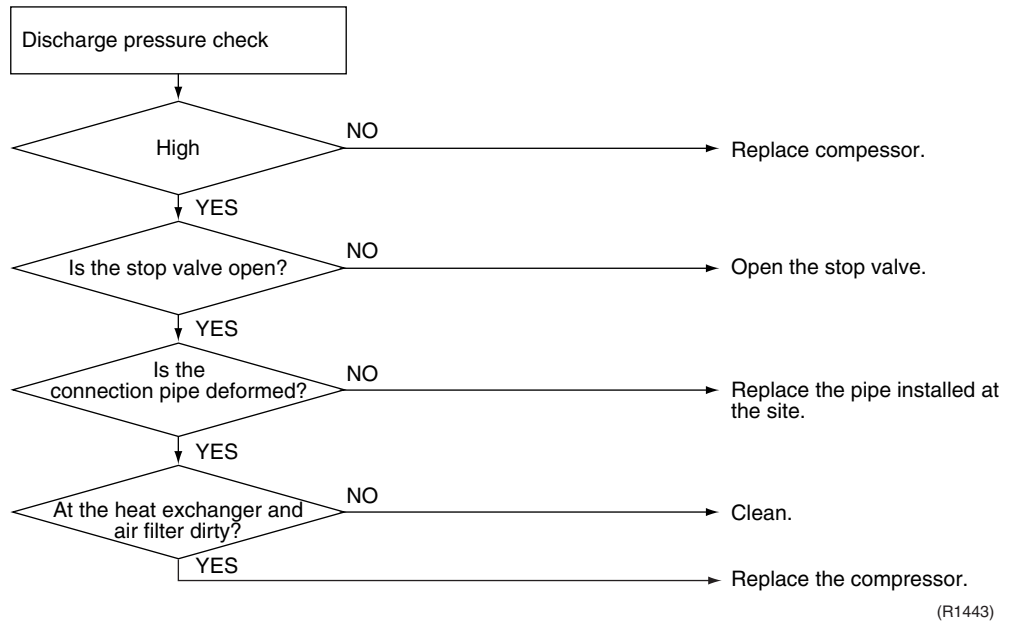 Discharge pressure check
High
NO
Replace compessor.
YES
Is the stop valve open?
NO
Open the stop valve.
YES
Is the
connection pipe deformed?
NO
Replace the pipe installed at
the site.
YES
At the heat exchanger and
air filter dirty?
NO
Clean.
YES
Replace the compressor.
(R1443)